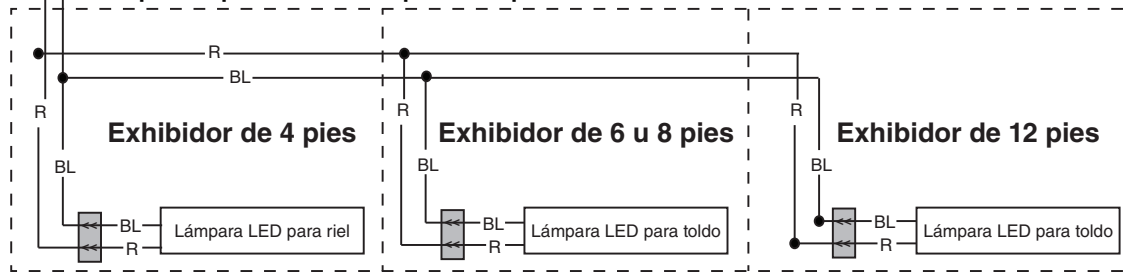 R
BL
R
R
R
Exhibidor de 4 pies
Exhibidor de 6 u 8 pies
Exhibidor de 12 pies
BL
BL
BL
BL
Lámpara LED para riel
R
BL
Lámpara LED para toldo
R
BL
Lámpara LED para toldo
R